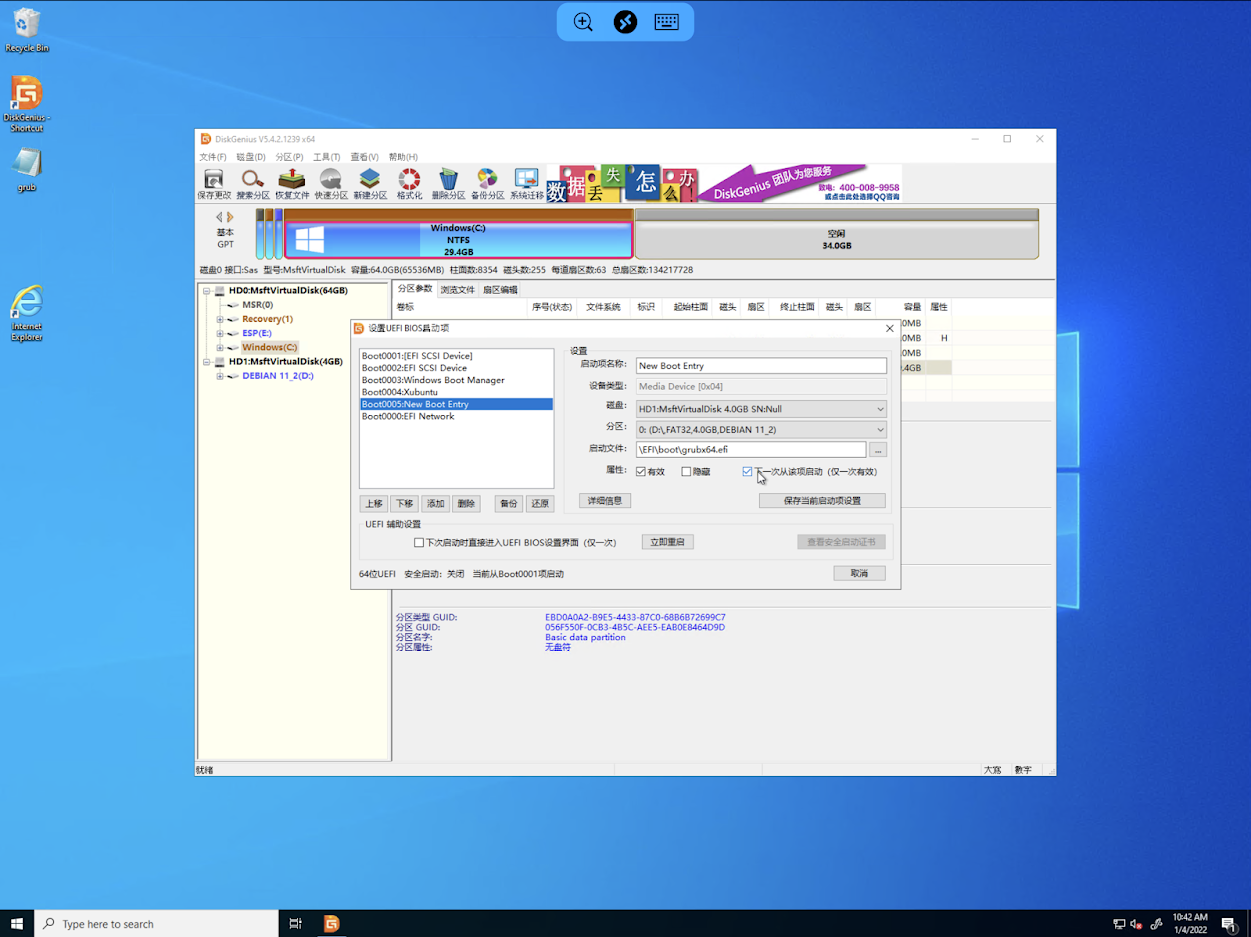 Recycle Bin
DiskGenius -
Shortcut
grub
Internet
Explorer
DiskGenius V5.4.2.1239 x64
文件(F) 磁盘(D) 分区(P) 工具(T) 查看(V) 帮助(H)
保存更改 搜索分区 恢复文件 快速分区 新建分区 格式化 删除分区 备份分区 系统迁移
数据丢失怎么办!
DiskGenius 团队为您服务
致电：400-008-9958
或点击此处选择QQ咨询
基本
GPT
Windows(C:)
NTFS
29.4GB
空闲
34.0GB
磁盘0 接口:Sas 型号:MsftVirtualDisk 容量:64.0GB(65536MB) 柱面数:8354 磁头数:255 每道扇区数:63 总扇区数:134217728
HD0:MsftVirtualDisk(64GB)
MSR(0)
Recovery(1)
ESP(E:)
Windows(C:)
HD1:MsftVirtualDisk(4GB)
DEBIAN 11_2(D:)
分区参数 浏览文件 扇区编辑
卷标 序号(状态) 文件系统 标识 起始柱面 磁头 扇区 终止柱面 磁头 扇区 容量 属性
0MB
0MB H
0MB
.4GB
设置UEFI BIOS启动项
Boot0001:[EFI SCSI Device]
Boot0002:EFI SCSI Device
Boot0003:Windows Boot Manager
Boot0004:Xubuntu
Boot0005:New Boot Entry
Boot0000:EFI Network
上移 下移 添加 删除 备份 还原
设置
启动项名称: New Boot Entry
设备类型: Media Device [0x04]
磁盘: HD1:MsftVirtualDisk 4.0GB SN:Null
分区: 0: (D:\,FAT32,4.0GB,DEBIAN 11_2)
启动文件: \EFI\boot\grubx64.efi ...
属性: 有效 隐藏 下一次从该项启动（仅一次有效）
详细信息 保存当前启动项设置
UEFI 辅助设置
下次启动时直接进入UEFI BIOS设置界面（仅一次） 立即重启 查看安全启动证书
64位UEFI 安全启动：关闭 当前从Boot0001项启动 取消
分区类型 GUID: EBD0A0A2-B9E5-4433-87C0-68B6B72699C7
分区 GUID: 056F550F-0CB3-4B5C-AEE5-EAB0E8464D9D
分区名字: Basic data partition
分区属性: 无盘符
就绪 大写 数字
Type here to search
10:42 AM
1/4/2022
1